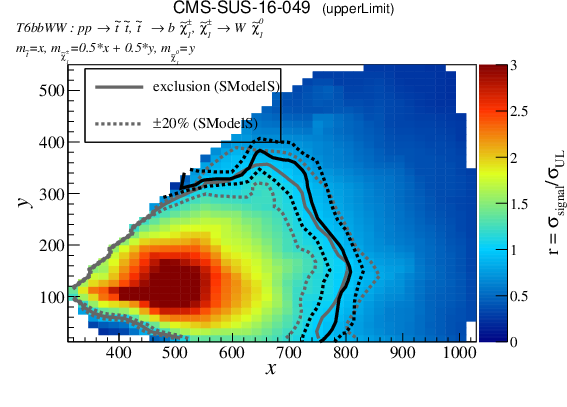 CMS-SUS-16-049 (upperLimit)
T6bbWW : pp → t̃ t̃, t̃ → b χ̃₁±, χ̃₁± → W χ̃₁⁰
m_t̃=x, m_χ̃₁±=0.5*x + 0.5*y, m_χ̃₁⁰=y
exclusion (SModelS)
±20% (SModelS)
500
400
300
200
100
y
400 500 600 700 800 900 1000
x
3
2.5
2
1.5
1
0.5
0
r = σ_signal/σ_UL